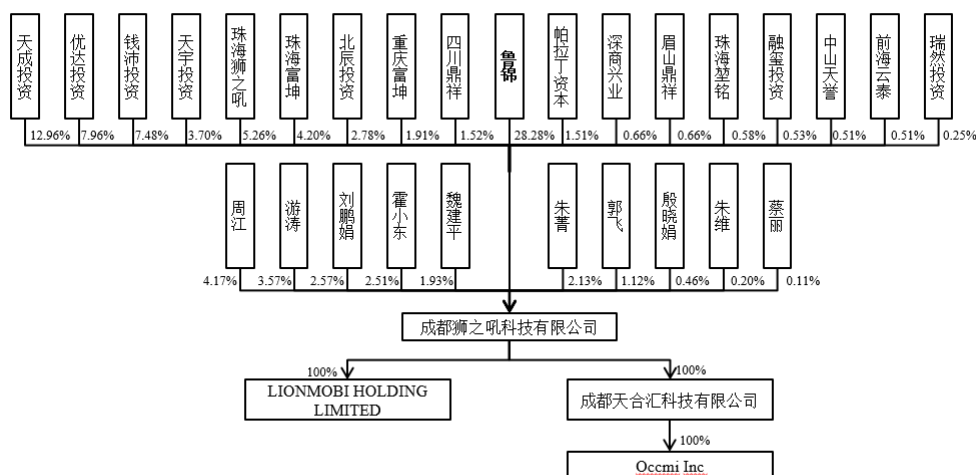 天成投资
优达投资
钱沛投资
天宇投资
珠海狮之吼
珠海富坤
北辰投资
重庆富坤
四川鼎祥
鲁锦
帕拉丁资本
深商兴业
眉山鼎祥
珠海堃铭
融玺投资
中山天誉
前海云泰
瑞然投资
12.96% 7.96% 7.48% 3.70% 5.26% 4.20% 2.78% 1.91% 1.52% 28.28% 1.51% 0.66% 0.66% 0.58% 0.53% 0.51% 0.51% 0.25%
周江
游涛
刘鹏娟
霍小东
魏建平
朱菁
郭飞
殷晓娟
朱维
蔡丽
4.17% 3.57% 2.57% 2.51% 1.93% 2.13% 1.12% 0.46% 0.20% 0.11%
成都狮之吼科技有限公司
100% 100%
LIONMOBI HOLDING
LIMITED
成都天合汇科技有限公司
100%
Occmi Inc